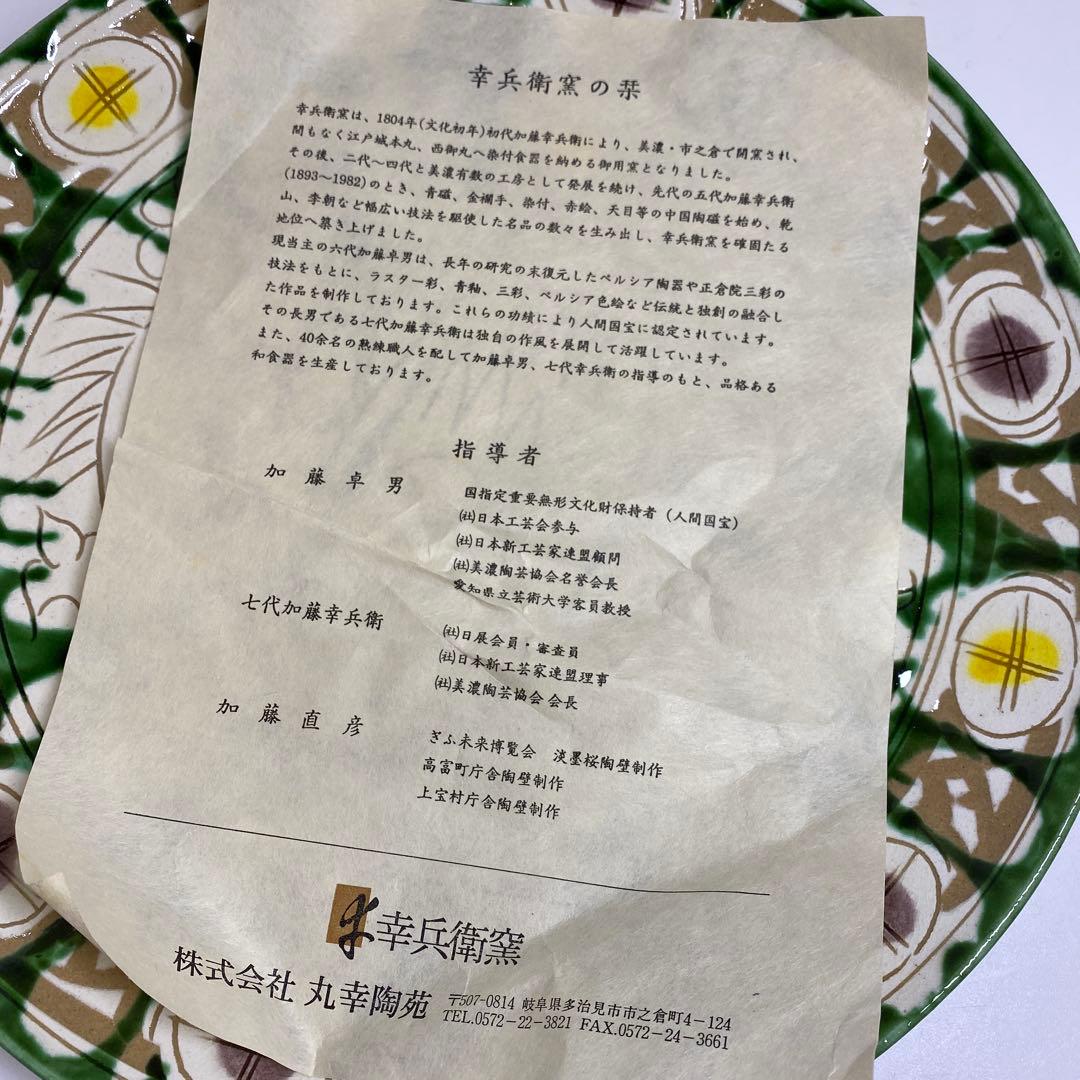 幸兵衛窯の栞
幸兵衛窯は、1804年(文化初年)初代加藤幸兵衛により、美濃・市之倉で開窯され、
間もなく江戸城本丸、西御丸へ染付食器を納める御用窯となりました。
その後、二代〜四代と美濃有数の工房として発展を続け、先代の五代加藤幸兵衛
(1893〜1982)のとき、青磁、金襴手、染付、赤絵、天目等の中国陶磁を始め、乾
山、李朝など幅広い技法を駆使した名品の数々を生み出し、幸兵衛窯を確固たる
地位へ築き上げました。
現当主の六代加藤卓男は、長年の研究の末復元したペルシア陶器や正倉院三彩の
技法をもとに、ラスター彩、青釉、三彩、ペルシア色絵など伝統と独創の融合し
た作品を制作しております。これらの功績により人間国宝に認定されています。
その長男である七代加藤幸兵衛は独自の作風を展開して活躍しています。
また、40余名の熟練職人を配して加藤卓男、七代幸兵衛の指導のもと、品格ある
和食器を生産しております。
指導者
加藤卓男
国指定重要無形文化財保持者(人間国宝)
㈳日本工芸会参与
㈳日本新工芸家連盟顧問
㈳美濃陶芸協会名誉会長
愛知県立芸術大学客員教授
七代加藤幸兵衛
㈳日展会員・審査員
㈳日本新工芸家連盟理事
㈳美濃陶芸協会会長
加藤直彦
ぎふ未来博覧会 淡墨桜陶壁制作
高富町庁舎陶壁制作
上宝村庁舎陶壁制作
幸兵衛窯
株式会社 丸幸陶苑
〒507-0814 岐阜県多治見市市之倉町4-124
TEL.0572-22-3821 FAX.0572-24-3661